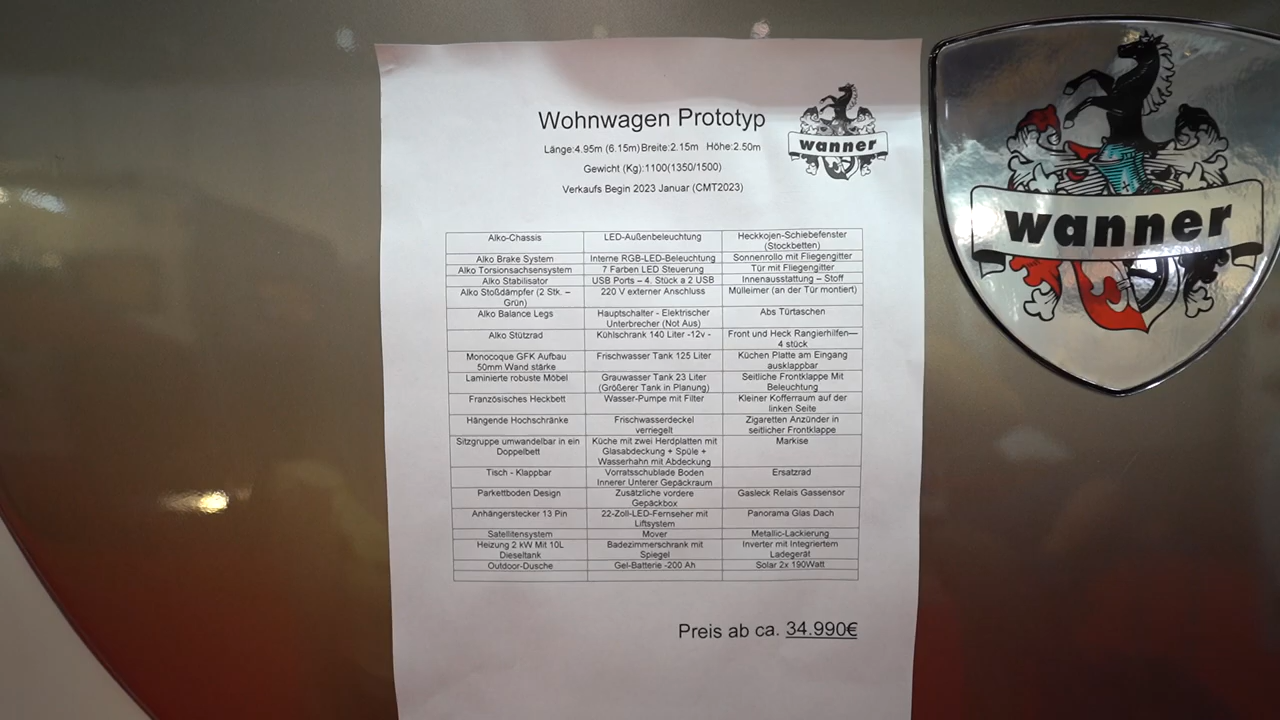 Wohnwagen Prototyp
wanner
Länge:4.95m (6.15m)Breite:2.15m Höhe:2.50m
Gewicht (Kg):1100(1350/1500)
Verkaufs Begin 2023 Januar (CMT2023)
wanner
Alko-Chassis LED-Außenbeleuchtung Heckkojen-Schiebefenster
(Stockbetten)
Alko Brake System Interne RGB-LED-Beleuchtung Sonnenrollo mit Fliegengitter
Alko Torsionsachsensystem 7 Farben LED Steuerung Tür mit Fliegengitter
Alko Stabilisator USB Ports – 4. Stück a 2 USB Innenausstattung – Stoff
Alko Stoßdämpfer (2 Stk. – 220 V externer Anschluss Mülleimer (an der Tür montiert)
Grün)
Alko Balance Legs Hauptschalter - Elektrischer Abs Türtaschen
Unterbrecher (Not Aus)
Alko Stützrad Kühlschrank 140 Liter -12v - Front und Heck Rangierhilfen—
4 stück
Monocoque GFK Aufbau Frischwasser Tank 125 Liter Küchen Platte am Eingang
50mm Wand stärke ausklappbar
Laminierte robuste Möbel Grauwasser Tank 23 Liter Seitliche Frontklappe Mit
(Größerer Tank in Planung) Beleuchtung
Französisches Heckbett Wasser-Pumpe mit Filter Kleiner Kofferraum auf der
linken Seite
Hängende Hochschränke Frischwasserdeckel Zigaretten Anzünder in
verriegelt seitlicher Frontklappe
Sitzgruppe umwandelbar in ein Küche mit zwei Herdplatten mit Markise
Doppelbett Glasabdeckung + Spüle +
Wasserhahn mit Abdeckung
Tisch - Klappbar Vorratsschublade Boden Ersatzrad
Innerer Unterer Gepäckraum
Parkettboden Design Zusätzliche vordere Gasleck Relais Gassensor
Gepäckbox
Anhängerstecker 13 Pin 22-Zoll-LED-Fernseher mit Panorama Glas Dach
Liftsystem
Satellitensystem Mover Metallic-Lackierung
Heizung 2 kW Mit 10L Badezimmerschrank mit Inverter mit Integriertem
Dieseltank Spiegel Ladegerät
Outdoor-Dusche Gel-Batterie -200 Ah Solar 2x 190Watt
Preis ab ca. 34.990€